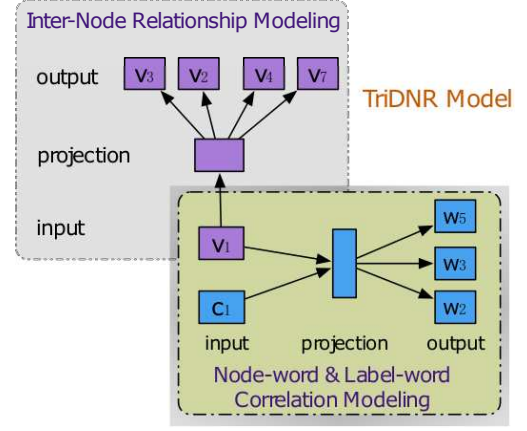 Inter-Node Relationship Modeling
output v3 v2 v4 v7
TriDNR Model
projection
input
v1
c1
w5
w3
w2
input projection output
Node-word & Label-word
Correlation Modeling